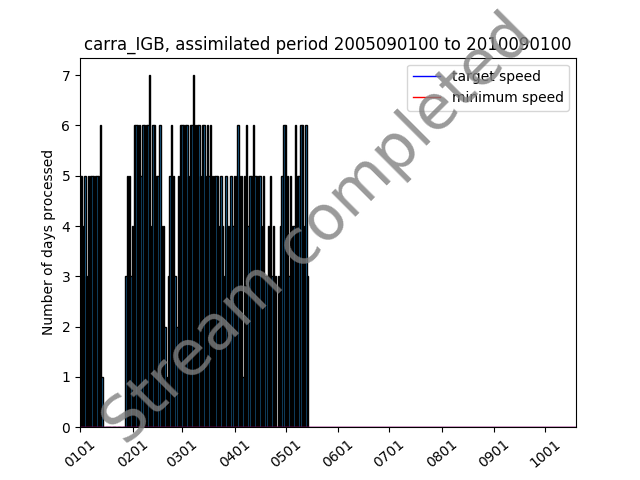 carra_IGB, assimilated period 2005090100 to 2010090100
target speed
minimum speed
Number of days processed
7
6
5
4
3
2
1
0
0101 0201 0301 0401 0501 0601 0701 0801 0901 1001
Stream completed